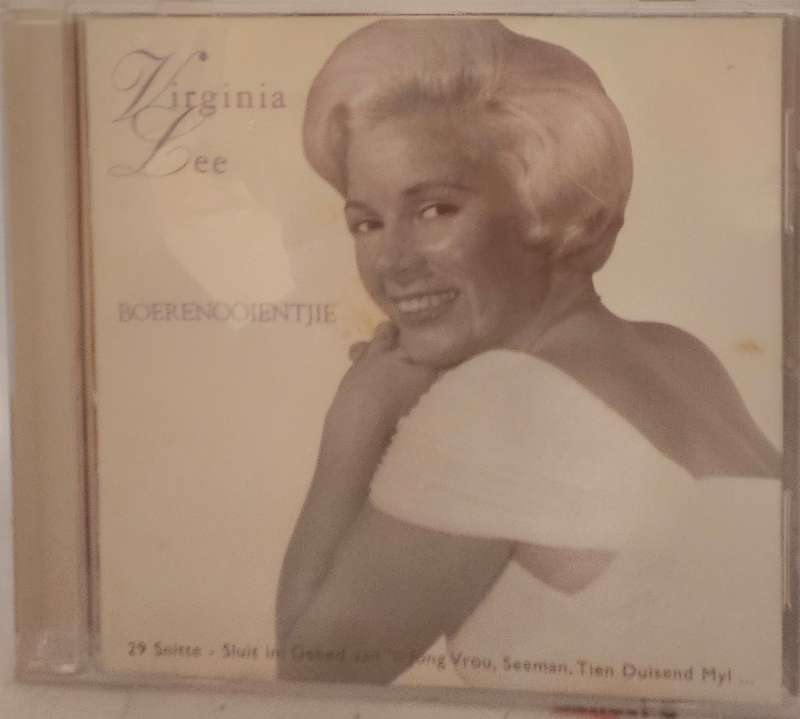 Virginia
Lee
BOERENOOIENTJIE
29 Snitte - Sluit in: Gebed van 'n Jong Vrou, Seeman, Tien Duisend Myl ...